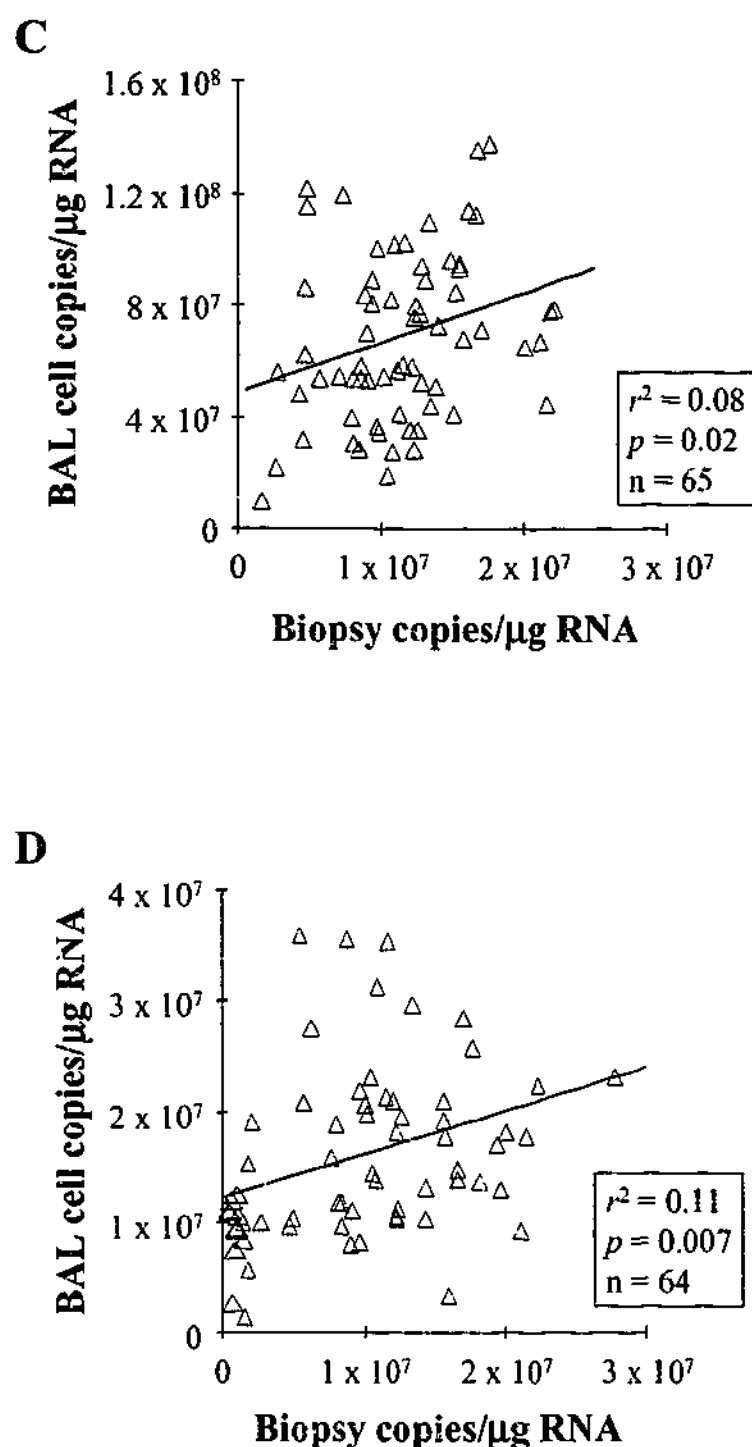 C
BAL cell copies/µg RNA
1.6 x 10⁸
1.2 x 10⁸
8 x 10⁷
4 x 10⁷
0
0 1 x 10⁷ 2 x 10⁷ 3 x 10⁷
Biopsy copies/µg RNA
r² = 0.08
p = 0.02
n = 65
D
BAL cell copies/µg RNA
4 x 10⁷
3 x 10⁷
2 x 10⁷
1 x 10⁷
0
0 1 x 10⁷ 2 x 10⁷ 3 x 10⁷
Biopsy copies/µg RNA
r² = 0.11
p = 0.007
n = 64